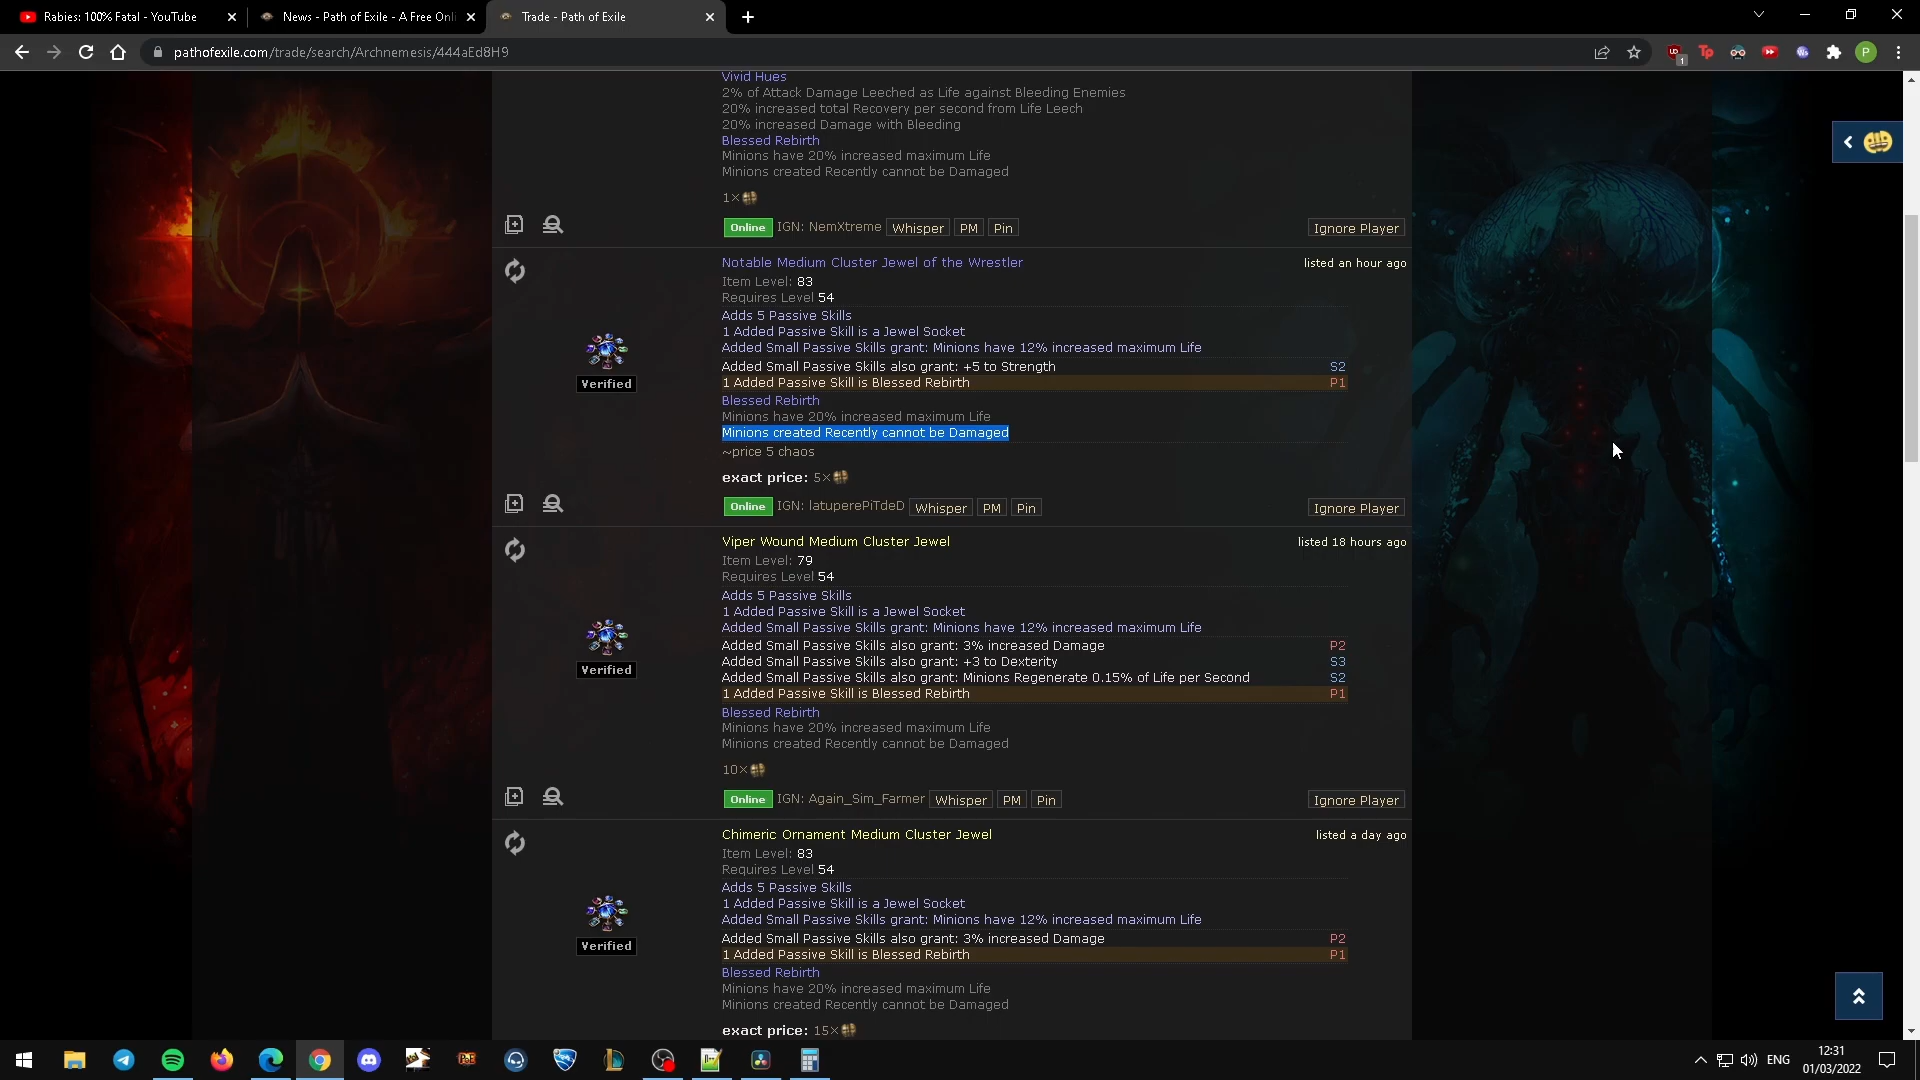 Rabies: 100% Fatal - YouTube
News - Path of Exile - A Free Onli
Trade - Path of Exile
pathofexile.com/trade/search/Archnemesis/444aEd8H9
Vivid Hues
2% of Attack Damage Leeched as Life against Bleeding Enemies
20% increased total Recovery per second from Life Leech
20% increased Damage with Bleeding
Blessed Rebirth
Minions have 20% increased maximum Life
Minions created Recently cannot be Damaged
1×
Online IGN: NemXtreme Whisper PM Pin Ignore Player
Notable Medium Cluster Jewel of the Wrestler listed an hour ago
Item Level: 83
Requires Level 54
Adds 5 Passive Skills
1 Added Passive Skill is a Jewel Socket
Added Small Passive Skills grant: Minions have 12% increased maximum Life
Added Small Passive Skills also grant: +5 to Strength S2
1 Added Passive Skill is Blessed Rebirth P1
Verified
Blessed Rebirth
Minions have 20% increased maximum Life
Minions created Recently cannot be Damaged
~price 5 chaos
exact price: 5×
Online IGN: latuperePiTdeD Whisper PM Pin Ignore Player
Viper Wound Medium Cluster Jewel listed 18 hours ago
Item Level: 79
Requires Level 54
Adds 5 Passive Skills
1 Added Passive Skill is a Jewel Socket
Added Small Passive Skills grant: Minions have 12% increased maximum Life
Added Small Passive Skills also grant: 3% increased Damage P2
Added Small Passive Skills also grant: +3 to Dexterity S3
Verified
Added Small Passive Skills also grant: Minions Regenerate 0.15% of Life per Second S2
1 Added Passive Skill is Blessed Rebirth P1
Blessed Rebirth
Minions have 20% increased maximum Life
Minions created Recently cannot be Damaged
10×
Online IGN: Again_Sim_Farmer Whisper PM Pin Ignore Player
Chimeric Ornament Medium Cluster Jewel listed a day ago
Item Level: 83
Requires Level 54
Adds 5 Passive Skills
1 Added Passive Skill is a Jewel Socket
Added Small Passive Skills grant: Minions have 12% increased maximum Life
Added Small Passive Skills also grant: 3% increased Damage P2
Verified
1 Added Passive Skill is Blessed Rebirth P1
Blessed Rebirth
Minions have 20% increased maximum Life
Minions created Recently cannot be Damaged
exact price: 15×
ENG
12:31
01/03/2022